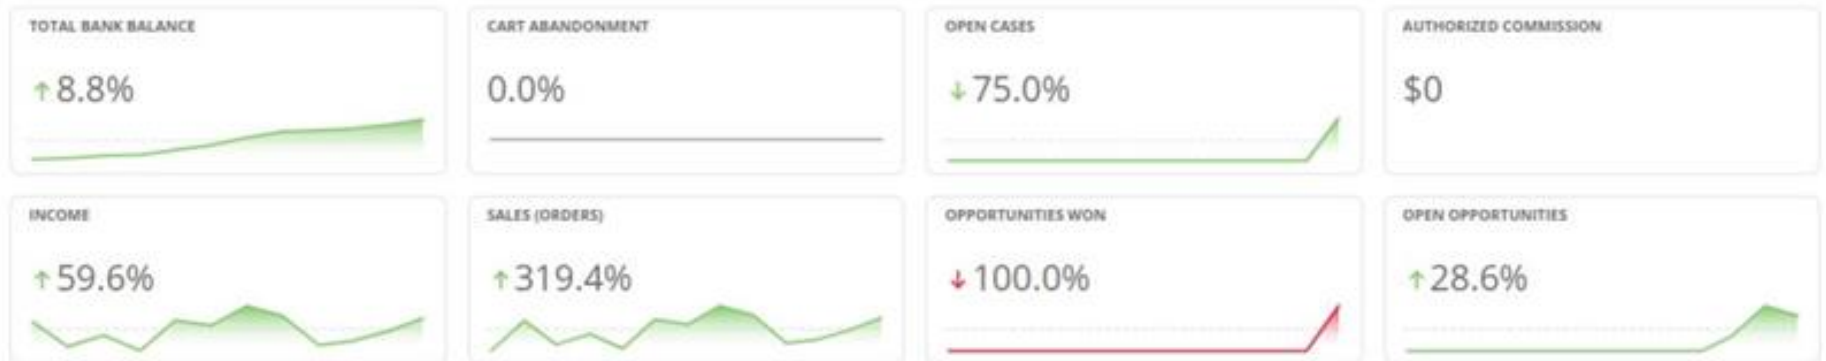 TOTAL BANK BALANCE
↑ 8.8%
CART ABANDONMENT
0.0%
OPEN CASES
↓ 75.0%
AUTHORIZED COMMISSION
$0
INCOME
↑ 59.6%
SALES (ORDERS)
↑ 319.4%
OPPORTUNITIES WON
↓ 100.0%
OPEN OPPORTUNITIES
↑ 28.6%